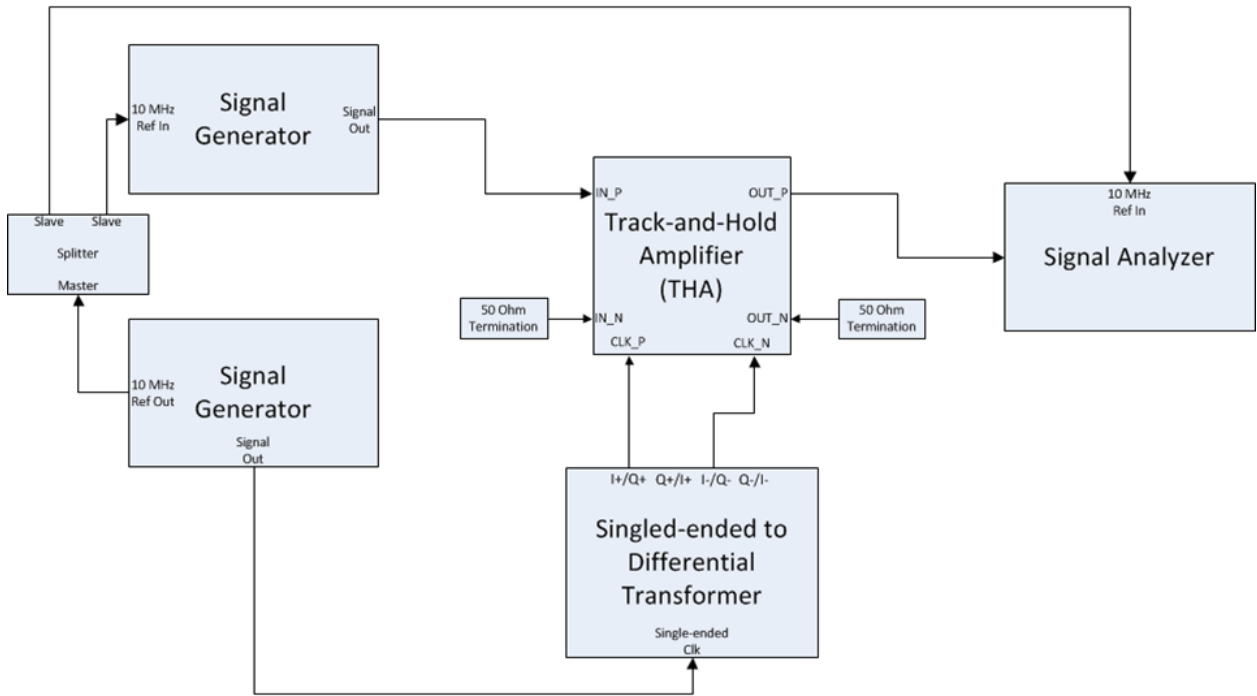 10 MHz
Ref In
Signal
Generator
Signal
Out
Slave
Slave
Splitter
Master
10 MHz
Ref Out
Signal
Generator
Signal
Out
IN_P
OUT_P
Track-and-Hold
Amplifier
(THA)
IN_N
OUT_N
CLK_P
CLK_N
50 Ohm
Termination
50 Ohm
Termination
10 MHz
Ref In
Signal Analyzer
I+/Q+
Q+/I+
I-/Q-
Q-/I-
Singled-ended to
Differential
Transformer
Single-ended
Clk